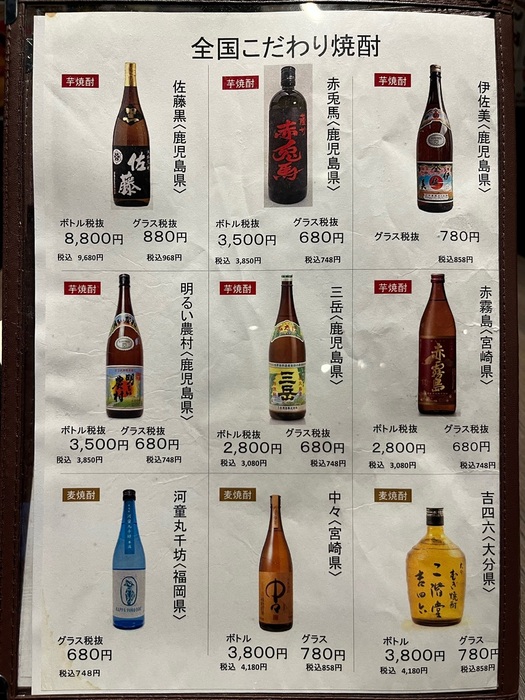 全国こだわり焼酎
芋焼酎
佐藤黒〈鹿児島県〉
佐藤
ボトル税抜 グラス税抜
8,800円 880円
税込 9,680円 税込968円
芋焼酎
赤兎馬〈鹿児島県〉
赤兎馬
ボトル税抜 グラス税抜
3,500円 680円
税込 3,850円 税込748円
芋焼酎
伊佐美〈鹿児島県〉
グラス税抜 780円
税込858円
芋焼酎
明るい農村〈鹿児島県〉
明るい農村
ボトル税抜 グラス税抜
3,500円 680円
税込 3,850円 税込748円
芋焼酎
三岳〈鹿児島県〉
三岳
ボトル税抜 グラス税抜
2,800円 680円
税込 3,080円 税込748円
芋焼酎
赤霧島〈宮崎県〉
赤霧島
ボトル税抜 グラス税抜
2,800円 680円
税込 3,080円 税込748円
麦焼酎
河童丸千坊〈福岡県〉
グラス税抜
680円
税込748円
麦焼酎
中々〈宮崎県〉
中々
ボトル グラス
3,800円 780円
税込 4,180円 税込858円
麦焼酎
吉四六〈大分県〉
むぎ焼酎
二階堂
吉四六
ボトル グラス
3,800円 780円
税込 4,180円 税込858円